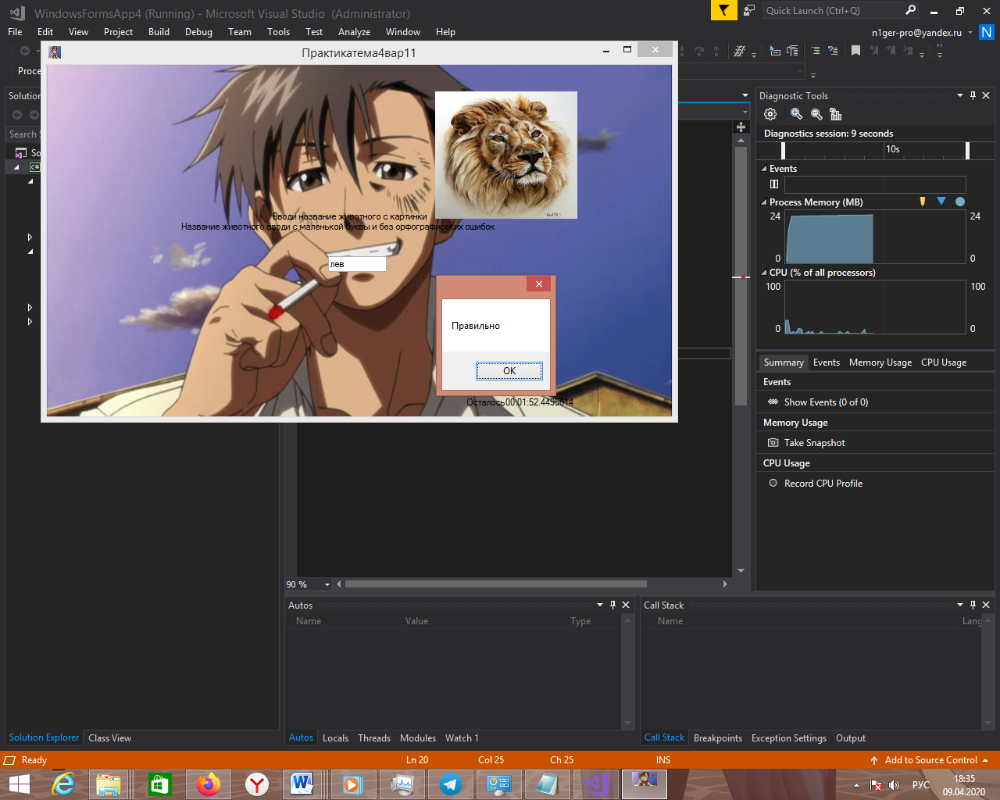 WindowsFormsApp4 (Running) - Microsoft Visual Studio (Administrator)
Quick Launch (Ctrl+Q)
File Edit View Project Build Debug Team Tools Test Analyze Window Help
n1ger-pro@yandex.ru N
Практикатема4вар11
Proce
Solution
Search S
So
C#
Вводи название животного с картинки
Название животного вводи с маленькой буквы и без орфографисеких ошибок
лев
Правильно
OK
Осталось00:01:52.4495614
Diagnostic Tools
Diagnostics session: 9 seconds
10s
Events
Process Memory (MB)
24 24
0 0
CPU (% of all processors)
100 100
0 0
Summary Events Memory Usage CPU Usage
Events
Show Events (0 of 0)
Memory Usage
Take Snapshot
CPU Usage
Record CPU Profile
90 %
Autos
Name Value Type
Call Stack
Name Lang
Solution Explorer Class View
Autos Locals Threads Modules Watch 1
Call Stack Breakpoints Exception Settings Output
Ready Ln 20 Col 25 Ch 25 INS Add to Source Control
РУС
18:35
09.04.2020